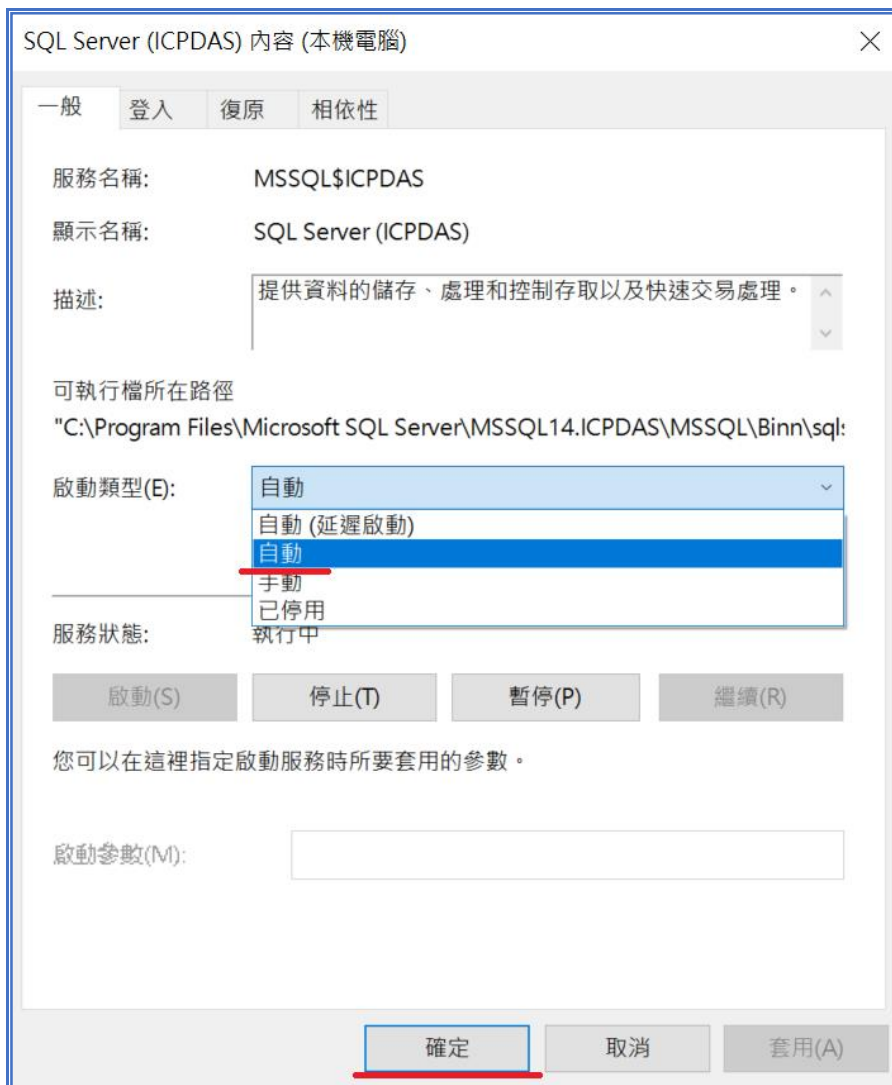 SQL Server (ICPDAS) 內容 (本機電腦)
一般 登入 復原 相依性
服務名稱: MSSQL$ICPDAS
顯示名稱: SQL Server (ICPDAS)
描述: 提供資料的儲存、處理和控制存取以及快速交易處理。
可執行檔所在路徑
"C:\Program Files\Microsoft SQL Server\MSSQL14.ICPDAS\MSSQL\Binn\sqls
啟動類型(E): 自動
自動 (延遲啟動)
自動
手動
已停用
服務狀態: 執行中
啟動(S) 停止(T) 暫停(P) 繼續(R)
您可以在這裡指定啟動服務時所要套用的參數。
啟動參數(M):
確定 取消 套用(A)